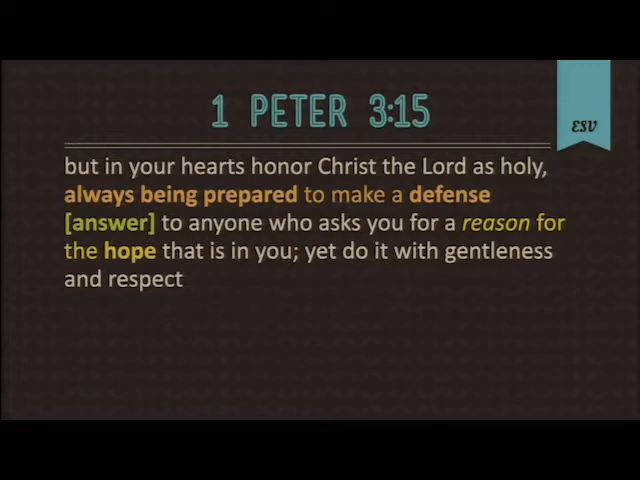 1 PETER 3:15
ESV
but in your hearts honor Christ the Lord as holy,
always being prepared to make a defense
[answer] to anyone who asks you for a reason for
the hope that is in you; yet do it with gentleness
and respect